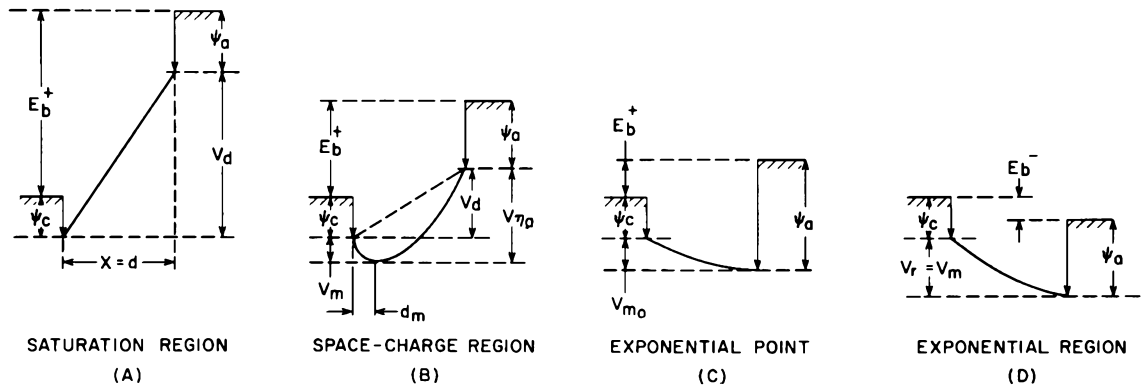 E_b^+
ψ_c
X = d
ψ_a
V_d
SATURATION REGION
(A)
E_b^+
ψ_c
V_m
d_m
V_d
ψ_a
V_ηa
SPACE-CHARGE REGION
(B)
E_b^+
ψ_c
V_mo
ψ_a
EXPONENTIAL POINT
(C)
ψ_c
V_r = V_m
E_b^-
ψ_a
EXPONENTIAL REGION
(D)